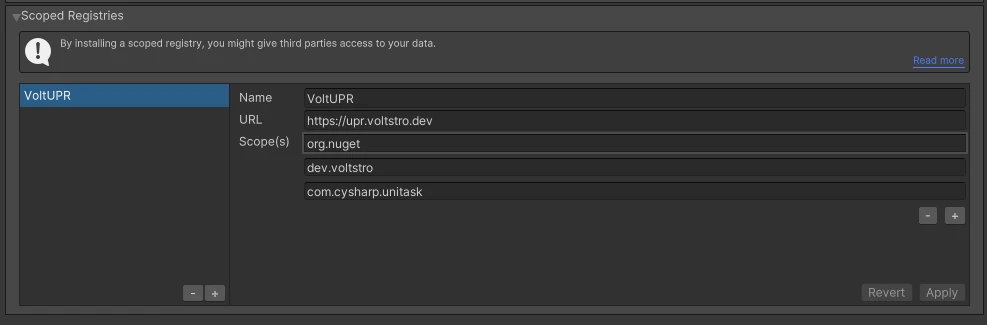 Scoped Registries
By installing a scoped registry, you might give third parties access to your data.
Read more
VoltUPR
Name VoltUPR
URL https://upr.voltstro.dev
Scope(s) org.nuget
dev.voltstro
com.cysharp.unitask
- +
- +
Revert Apply